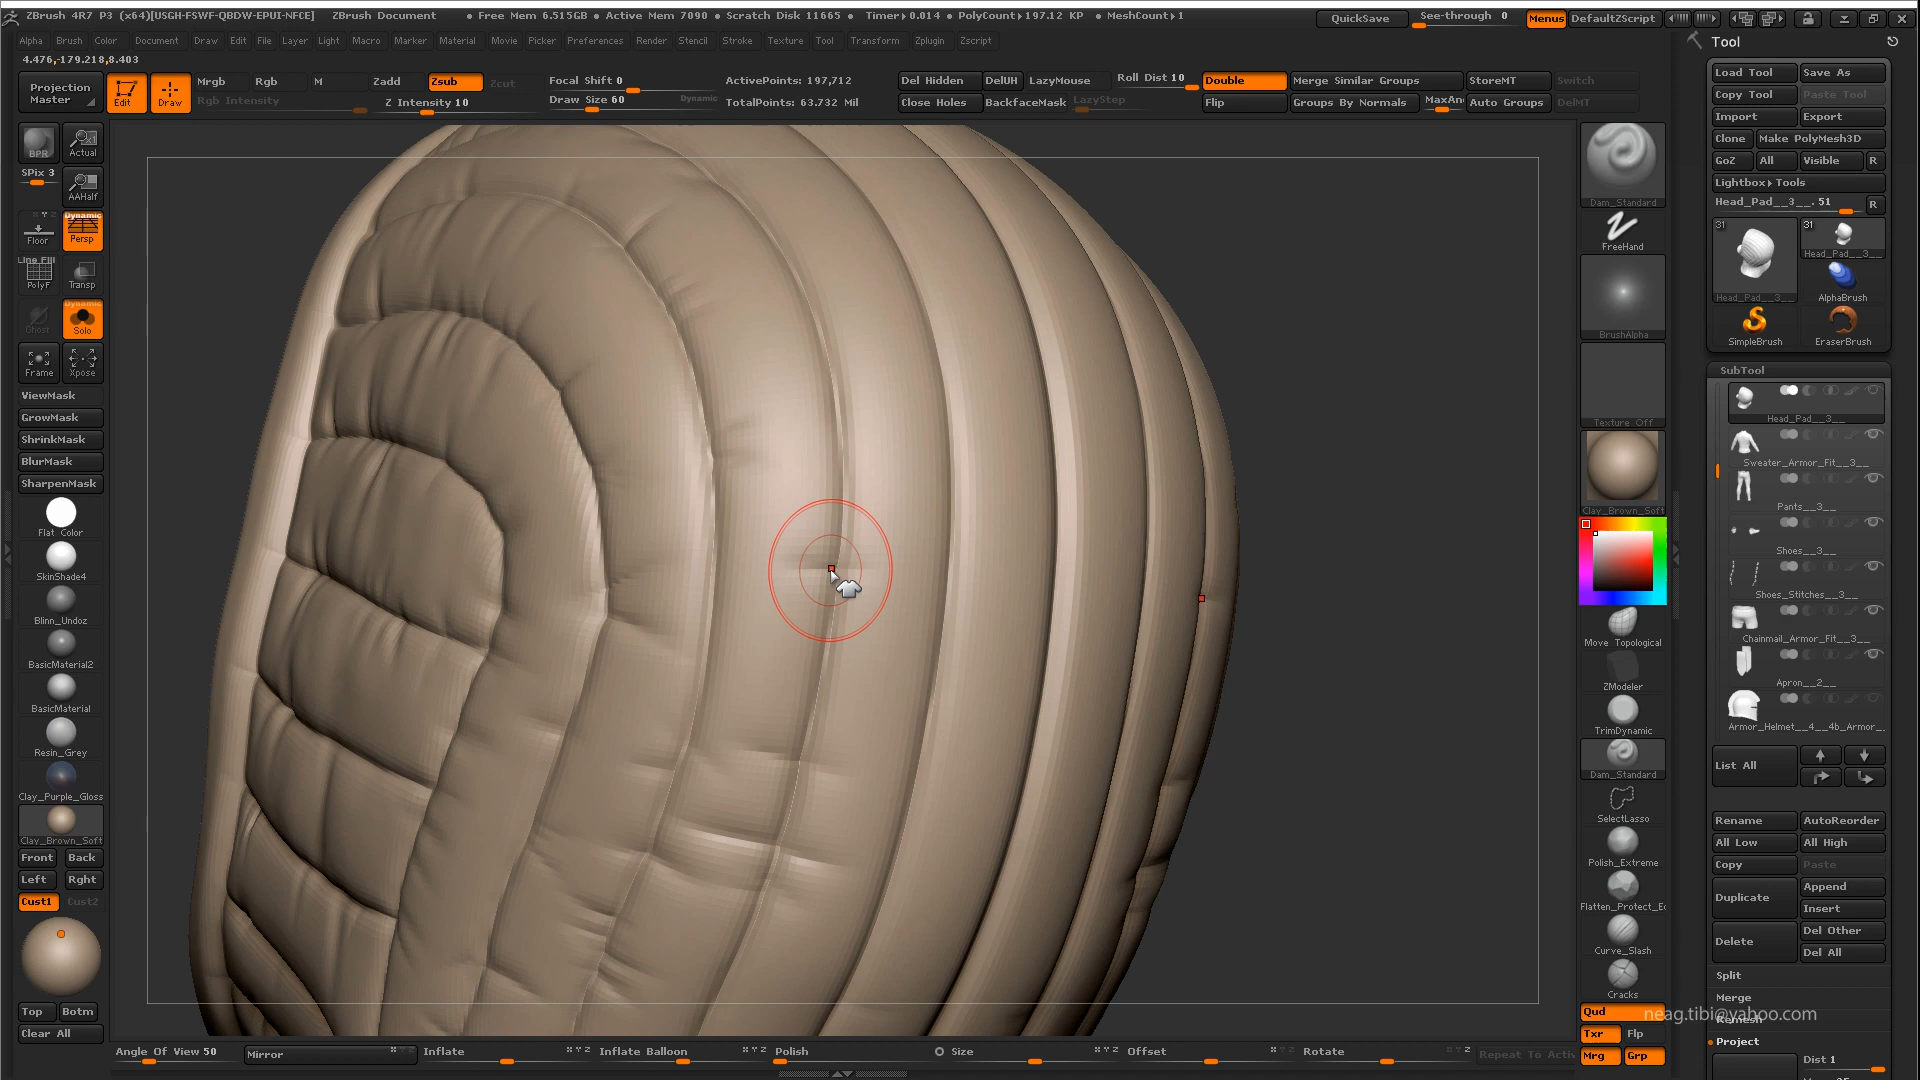 ZBrush 4R7 P3 (x64)[USGH-FSWF-QBDW-EPUI-NFCE] ZBrush Document • Free Mem 6.515GB • Active Mem 7090 • Scratch Disk 11665 • Timer▸0.014 • PolyCount▸197.12 KP • MeshCount▸1 QuickSave See-through 0 Menus DefaultZScript
Alpha Brush Color Document Draw Edit File Layer Light Macro Marker Material Movie Picker Preferences Render Stencil Stroke Texture Tool Transform Zplugin Zscript
4.476,-179.218,8.403
Projection Master Edit Draw
Mrgb Rgb M Zadd Zsub Zcut Focal Shift 0 ActivePoints: 197,712 Del Hidden DelUH LazyMouse Roll Dist 10 Double Merge Similar Groups StoreMT Switch
Rgb Intensity Z Intensity 10 Draw Size 60 Dynamic TotalPoints: 63.732 Mil Close Holes BackfaceMask LazyStep Flip Groups By Normals MaxAn Auto Groups DelMT
BPR Actual
SPix 3
AAHalf
Floor Dynamic Persp
Line Fill PolyF Transp
Ghost Dynamic Solo
Frame Xpose
ViewMask
GrowMask
ShrinkMask
BlurMask
SharpenMask
Flat Color
SkinShade4
Blinn_Undoz
BasicMaterial2
BasicMaterial
Resin_Grey
Clay_Purple_Gloss
Clay_Brown_Soft
Front Back
Left Rght
Cust1 Cust2
Top Botm
Clear All
Angle Of View 50 Mirror Inflate Inflate Balloon Polish Size Offset Rotate Repeat To Activ
Dam_Standard
FreeHand
BrushAlpha
Texture Off
Clay_Brown_Soft
Move Topological
ZModeler
TrimDynamic
Dam_Standard
SelectLasso
Polish_Extreme
Flatten_Protect_Ed
Curve_Slash
Cracks
Qud
Txr Flp
Mrg Grp
Tool
Load Tool Save As
Copy Tool Paste Tool
Import Export
Clone Make PolyMesh3D
GoZ All Visible R
Lightbox▸Tools
Head_Pad__3__. 51 R
31 31
Head_Pad__3__
Head_Pad__3__ AlphaBrush
SimpleBrush EraserBrush
SubTool
Head_Pad__3__
Sweater_Armor_Fit__3__
Pants__3__
Shoes__3__
Shoes_Stitches__3__
Chainmail_Armor_Fit__3__
Apron__2__
Armor_Helmet__4__4b_Armor_
List All
Rename AutoReorder
All Low All High
Copy Paste
Duplicate Append
Insert
Delete Del Other
Del All
Split
Merge
Remesh
neag.tibi@yahoo.com
Project
Dist 1